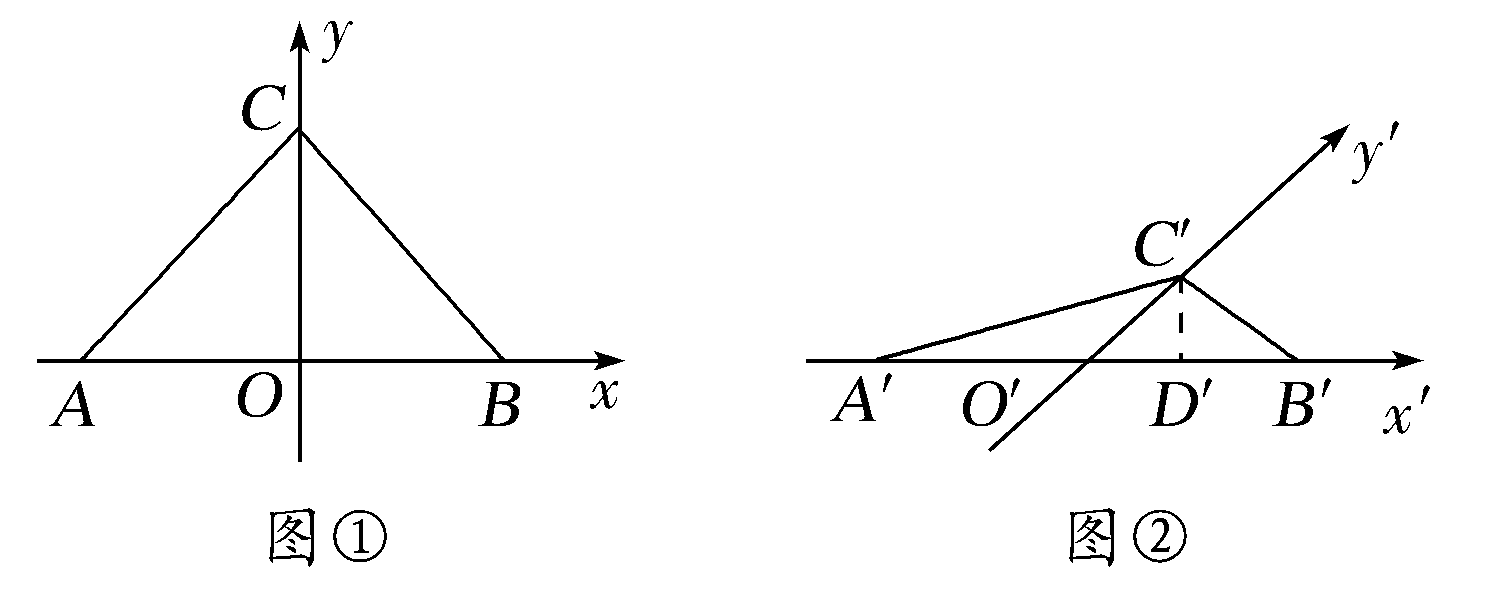 y
C
A
O
B
x
图①
y′
C′
A′
O′
D′
B′
x′
图②